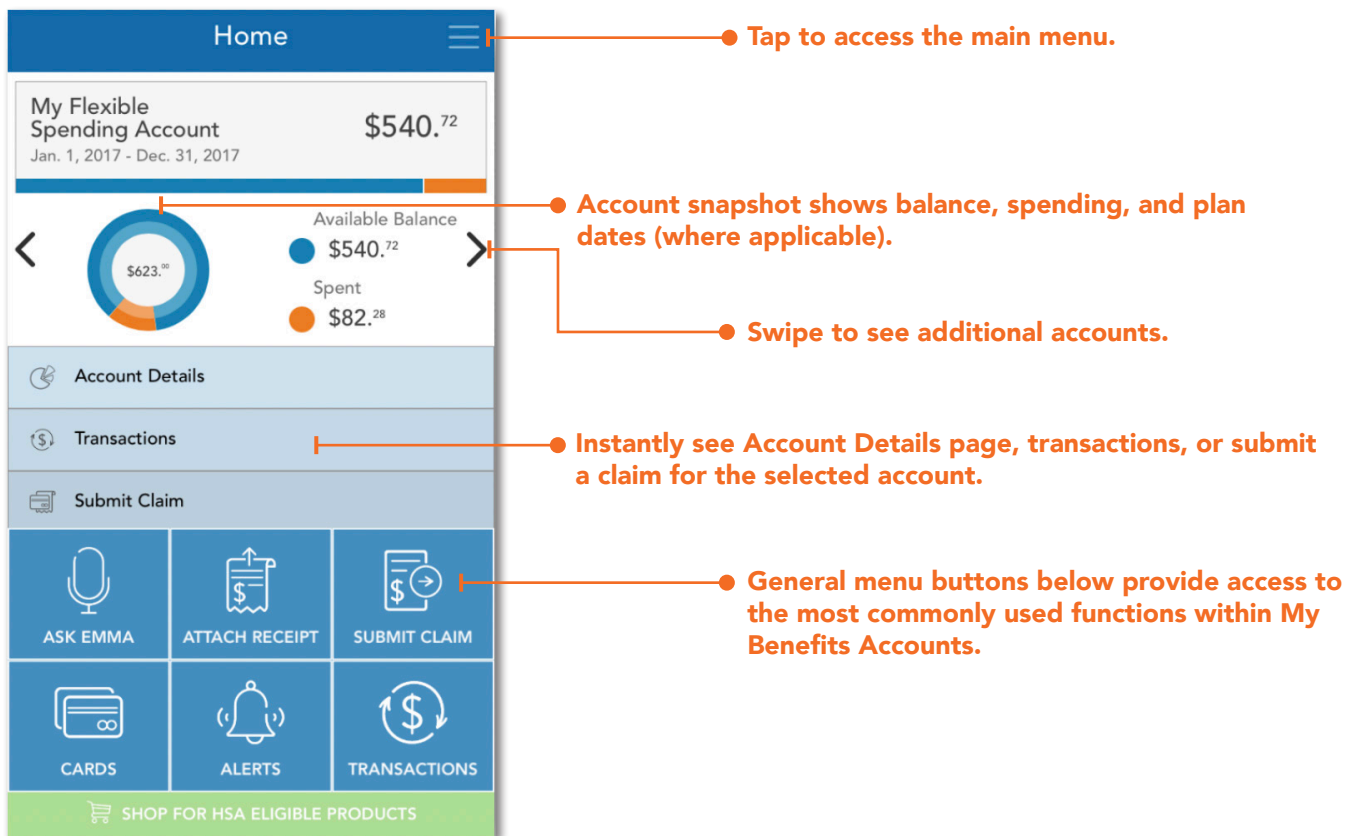 Home
Tap to access the main menu.
My Flexible
Spending Account
$540.72
Jan. 1, 2017 - Dec. 31, 2017
Account snapshot shows balance, spending, and plan
dates (where applicable).
$623.00
Available Balance
$540.72
Spent
$82.28
Swipe to see additional accounts.
Account Details
Transactions
Submit Claim
Instantly see Account Details page, transactions, or submit
a claim for the selected account.
ASK EMMA
ATTACH RECEIPT
SUBMIT CLAIM
General menu buttons below provide access to
the most commonly used functions within My
Benefits Accounts.
CARDS
ALERTS
TRANSACTIONS
SHOP FOR HSA ELIGIBLE PRODUCTS